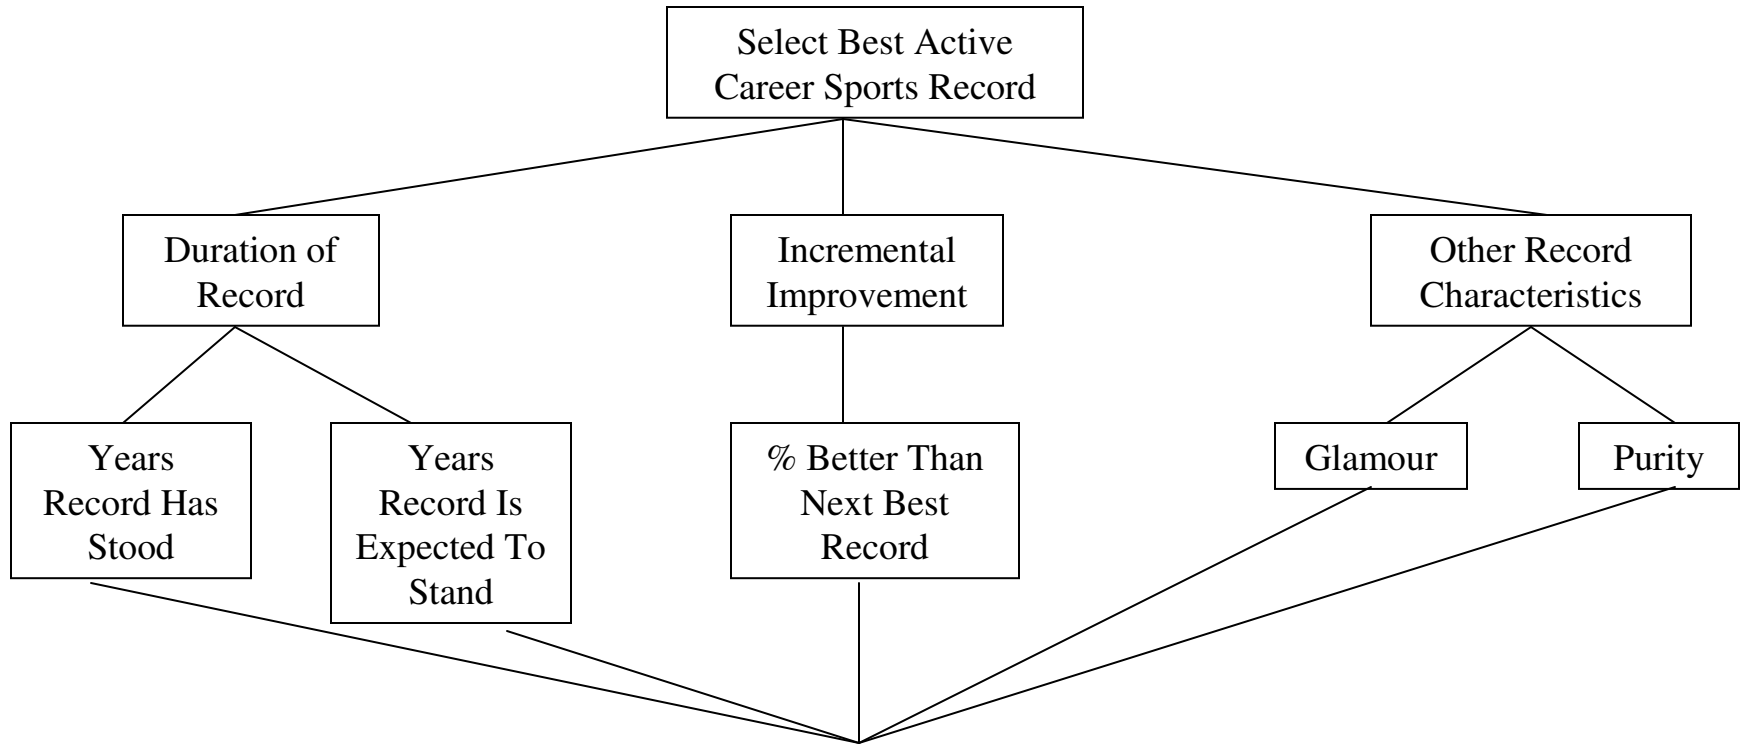 Select Best Active
Career Sports Record
Duration of
Record
Incremental
Improvement
Other Record
Characteristics
Years
Record Has
Stood
Years
Record Is
Expected To
Stand
% Better Than
Next Best
Record
Glamour
Purity